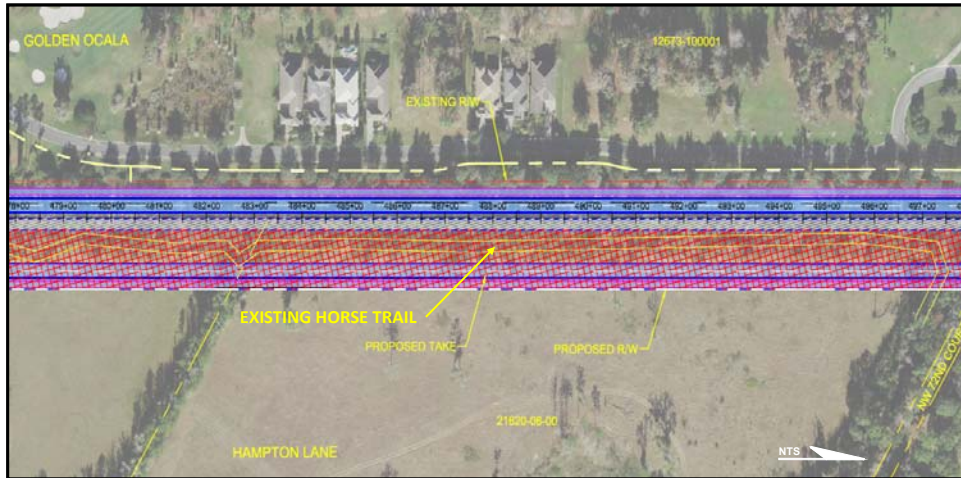 GOLDEN OCALA
12673-100001
EXISTING R/W
479+00 480+00 481+00 482+00 483+00 484+00 485+00 486+00 487+00 488+00 489+00 490+00 491+00 492+00 493+00 494+00 495+00 496+00 497+00
EXISTING HORSE TRAIL
PROPOSED TAKE
PROPOSED R/W
NW 72ND COUR
21620-06-00
HAMPTON LANE
NTS